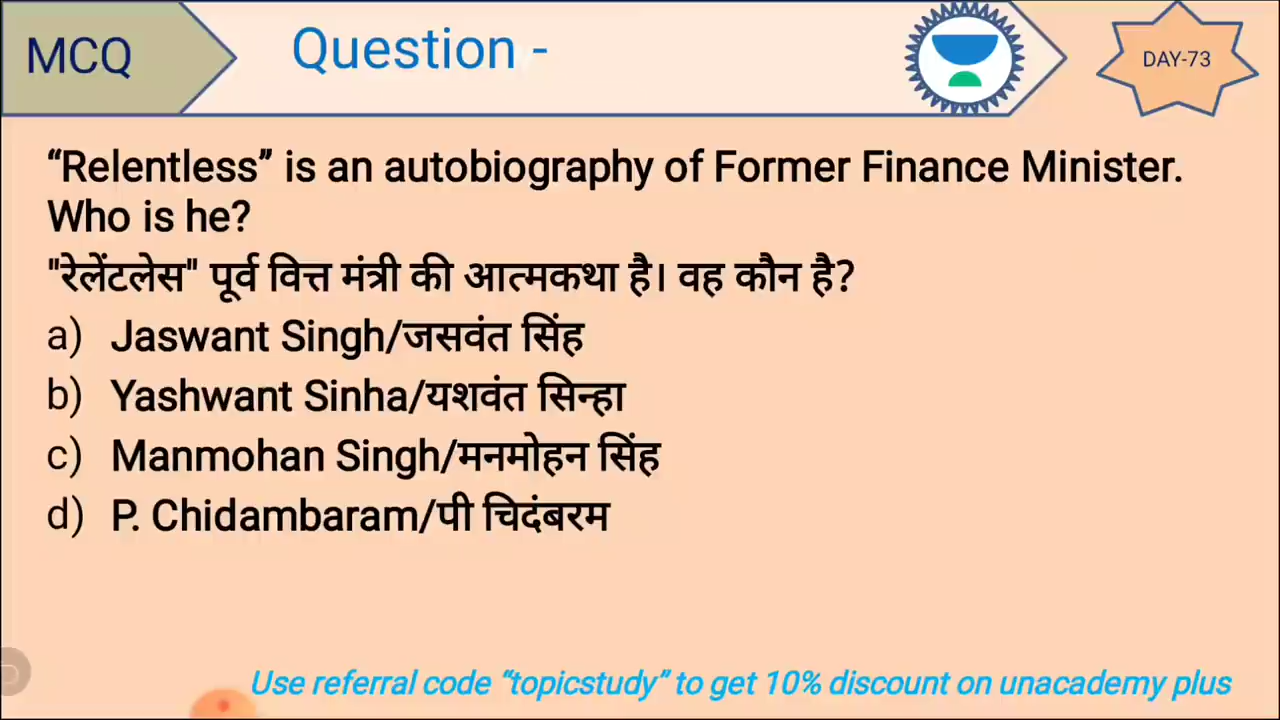 MCQ
Question -
DAY-73
“Relentless” is an autobiography of Former Finance Minister.
Who is he?
"रेलेंटलेस" पूर्व वित्त मंत्री की आत्मकथा है। वह कौन है?
a) Jaswant Singh/जसवंत सिंह
b) Yashwant Sinha/यशवंत सिन्हा
c) Manmohan Singh/मनमोहन सिंह
d) P. Chidambaram/पी चिदंबरम
Use referral code “topicstudy” to get 10% discount on unacademy plus